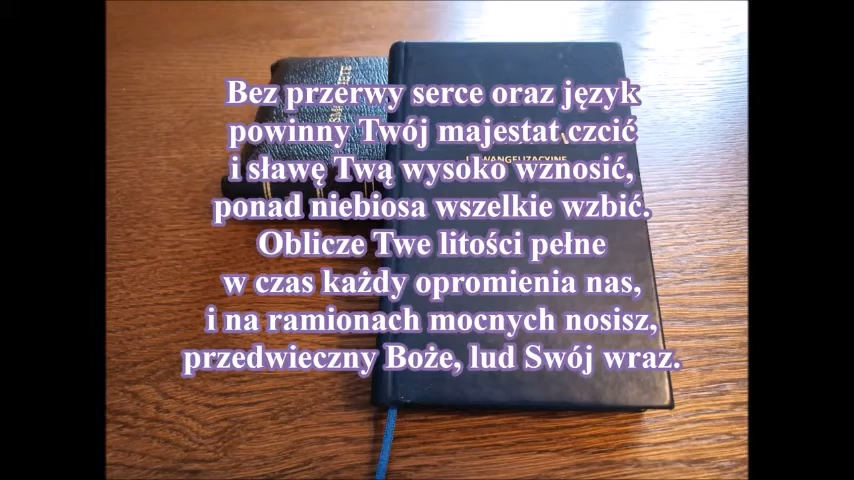 Bez przerwy serce oraz język
powinny Twój majestat czcić
i sławę Twą wysoko wznosić,
ponad niebiosa wszelkie wzbić.
Oblicze Twe litości pełne
w czas każdy opromienia nas,
i na ramionach mocnych nosisz,
przedwieczny Boże, lud Swój wraz.